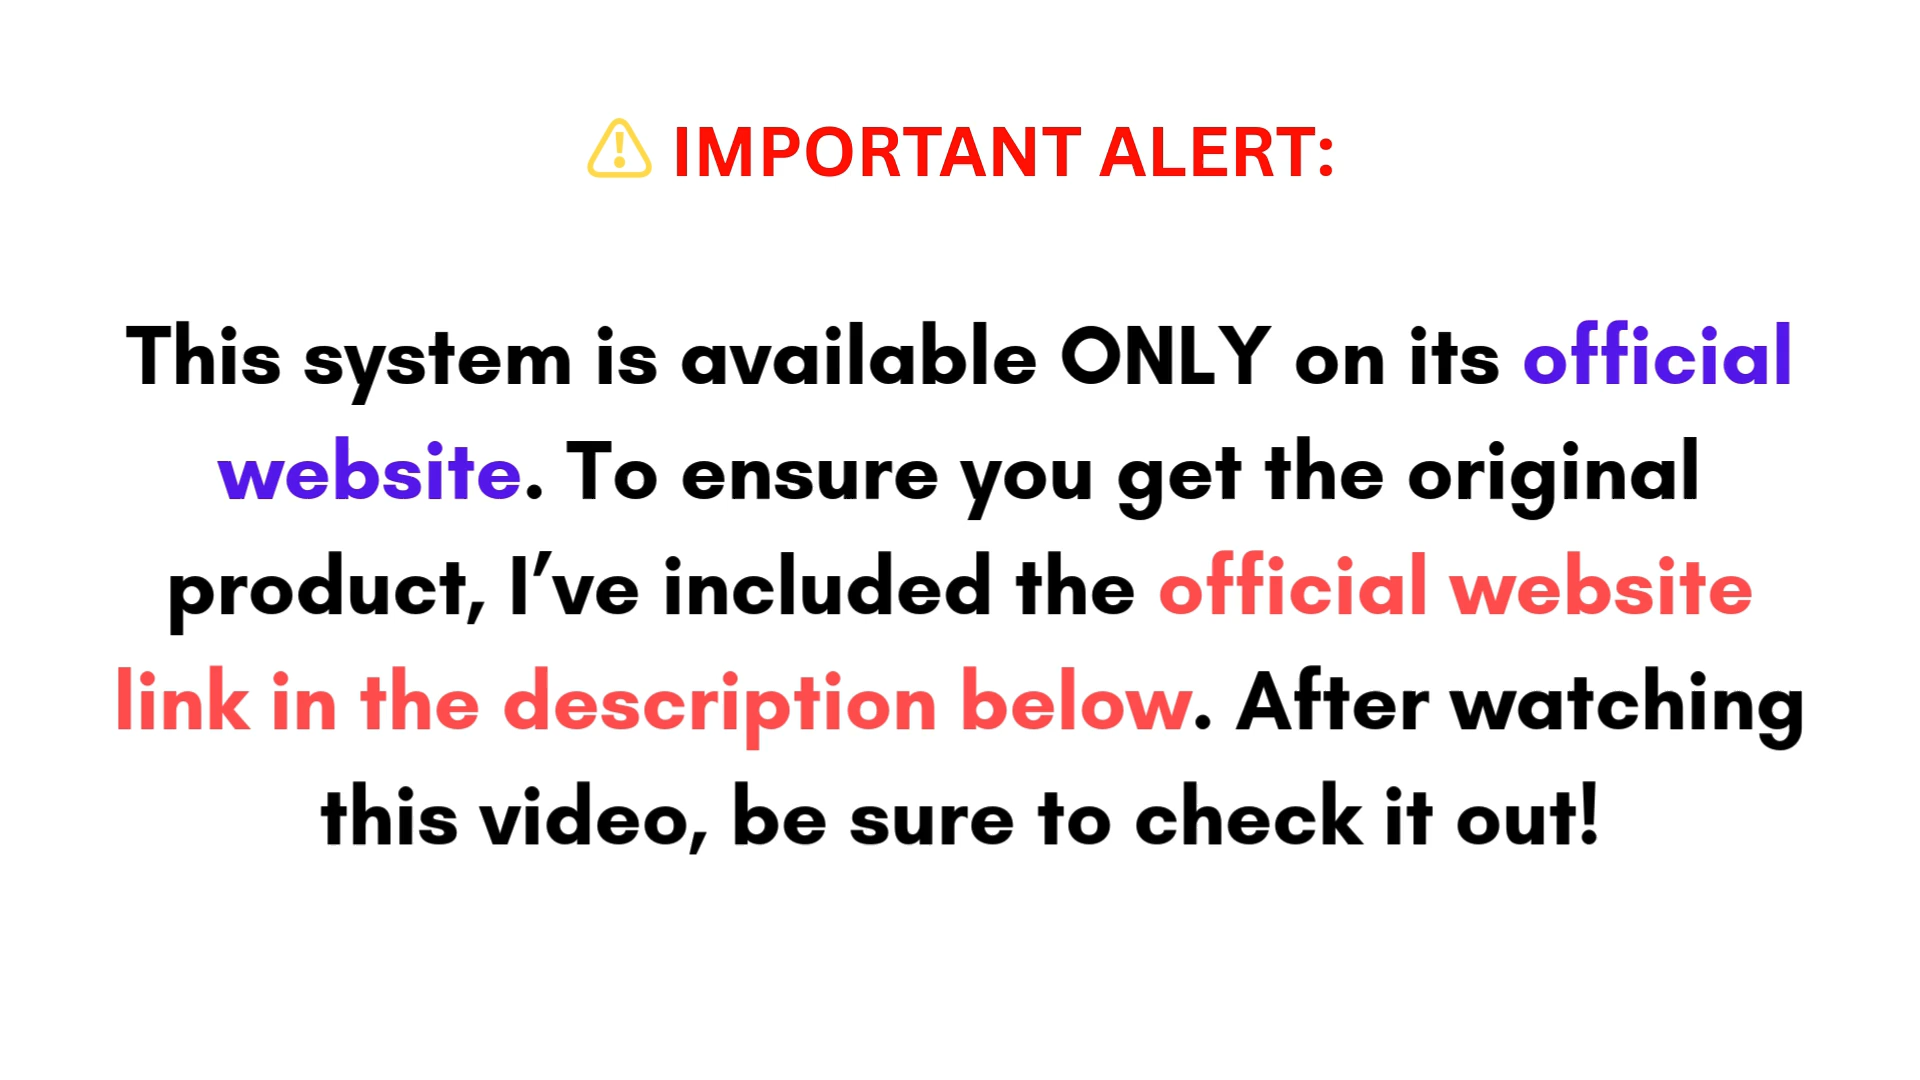 ⚠ IMPORTANT ALERT:
This system is available ONLY on its official
website. To ensure you get the original
product, I’ve included the official website
link in the description below. After watching
this video, be sure to check it out!